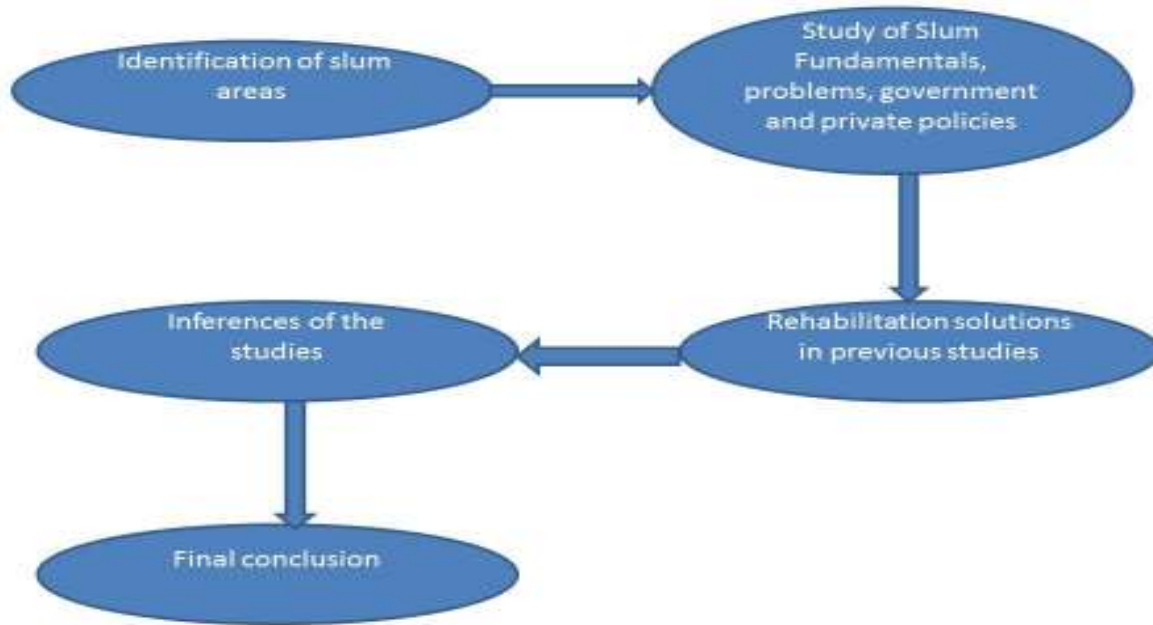 Identification of slum
areas
Study of Slum
Fundamentals,
problems, government
and private policies
Rehabilitation solutions
in previous studies
Inferences of the
studies
Final conclusion